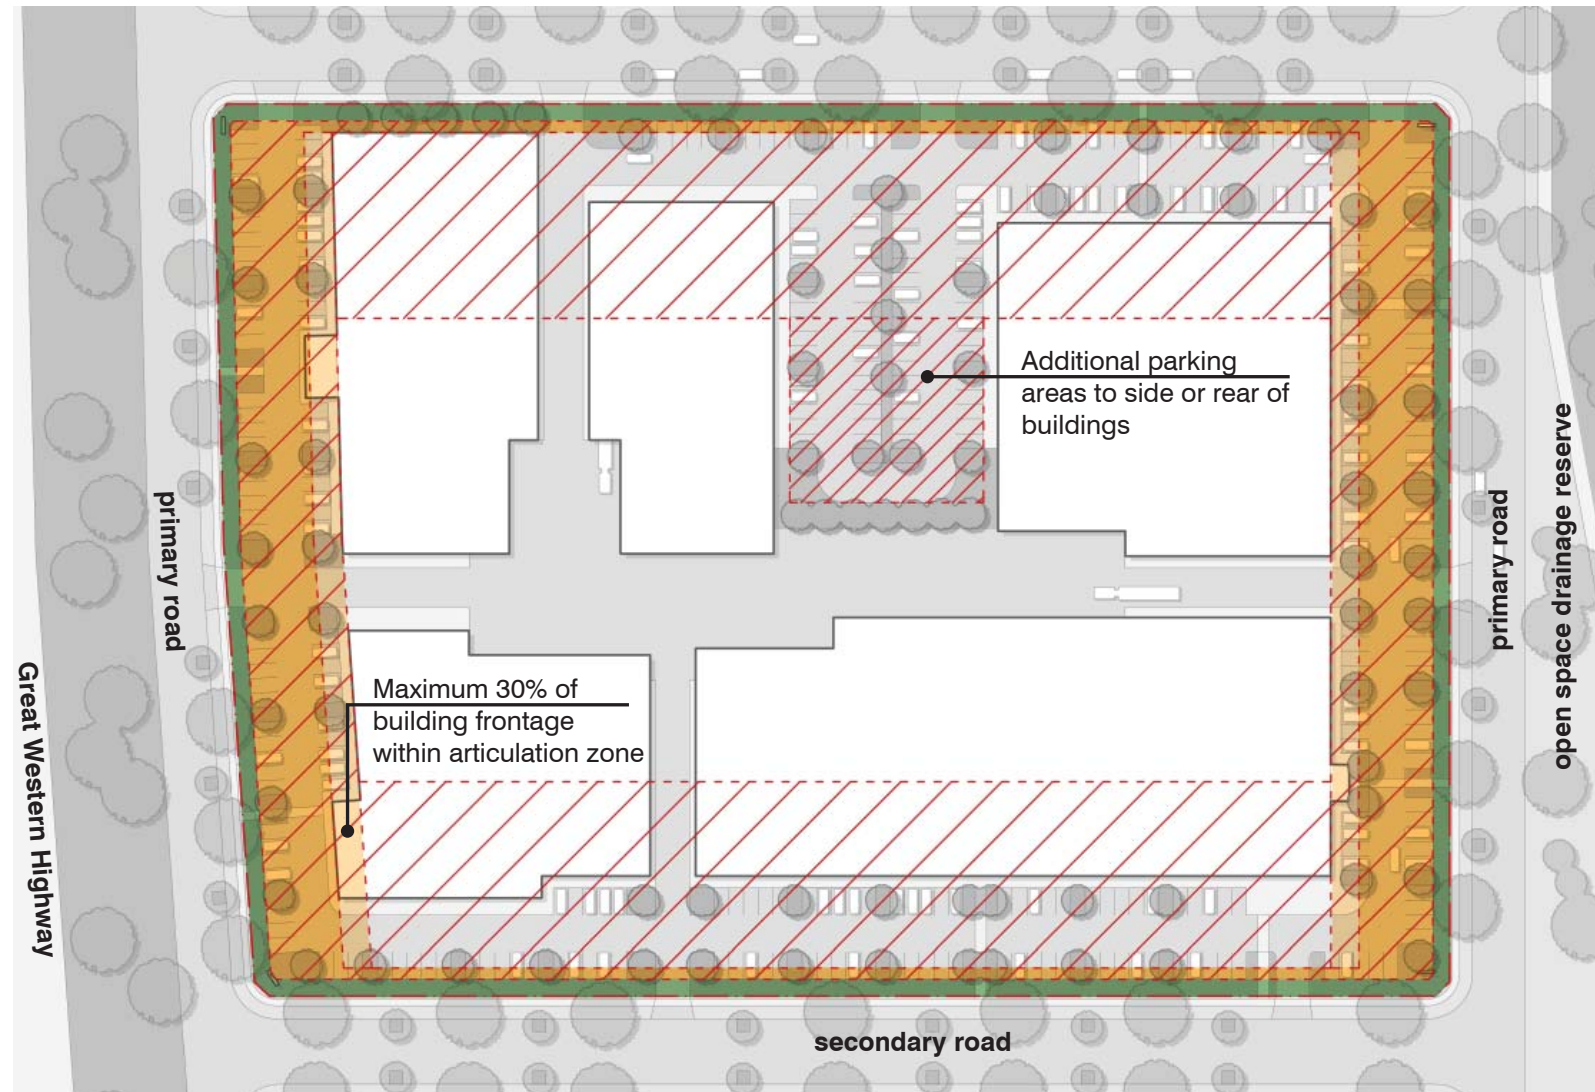 Additional parking
areas to side or rear of
buildings
primary road
primary road
open space drainage reserve
Great Western Highway
Maximum 30% of
building frontage
within articulation zone
secondary road